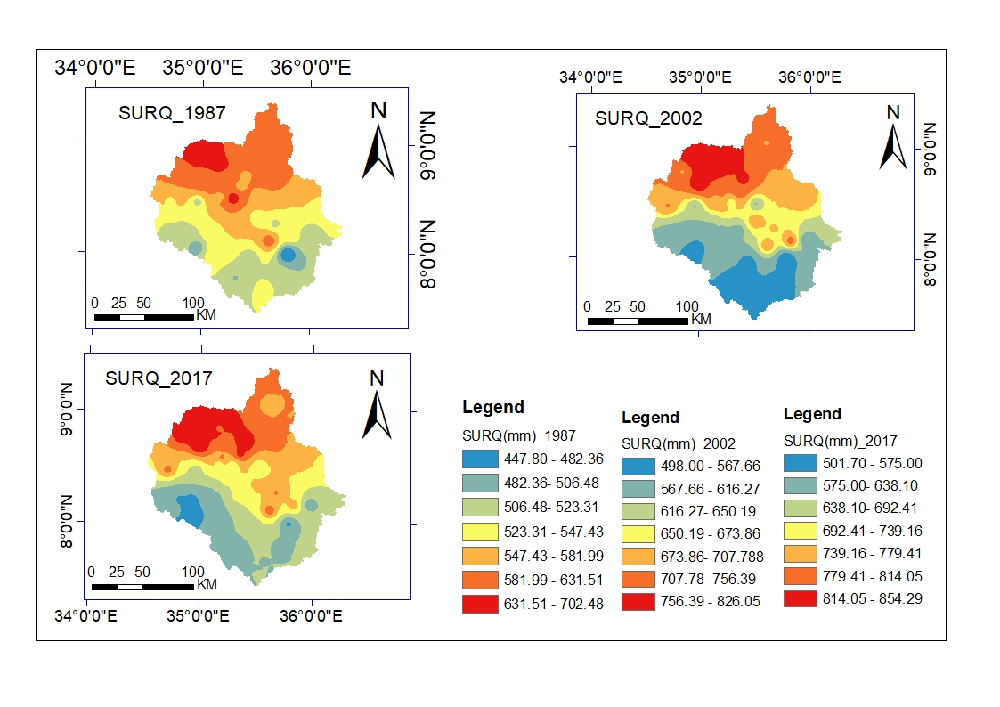 34°0'0"E 35°0'0"E 36°0'0"E
SURQ_1987
N
9°0'0"N
8°0'0"N
0 25 50 100
KM
34°0'0"E 35°0'0"E 36°0'0"E
SURQ_2002
N
9°0'0"N
8°0'0"N
0 25 50 100
KM
SURQ_2017
N
9°0'0"N
8°0'0"N
0 25 50 100
KM
34°0'0"E 35°0'0"E 36°0'0"E
Legend
SURQ(mm)_1987
447.80 - 482.36
482.36- 506.48
506.48- 523.31
523.31 - 547.43
547.43 - 581.99
581.99 - 631.51
631.51 - 702.48
Legend
SURQ(mm)_2002
498.00 - 567.66
567.66 - 616.27
616.27- 650.19
650.19 - 673.86
673.86- 707.788
707.78- 756.39
756.39 - 826.05
Legend
SURQ(mm)_2017
501.70 - 575.00
575.00- 638.10
638.10- 692.41
692.41 - 739.16
739.16 - 779.41
779.41 - 814.05
814.05 - 854.29